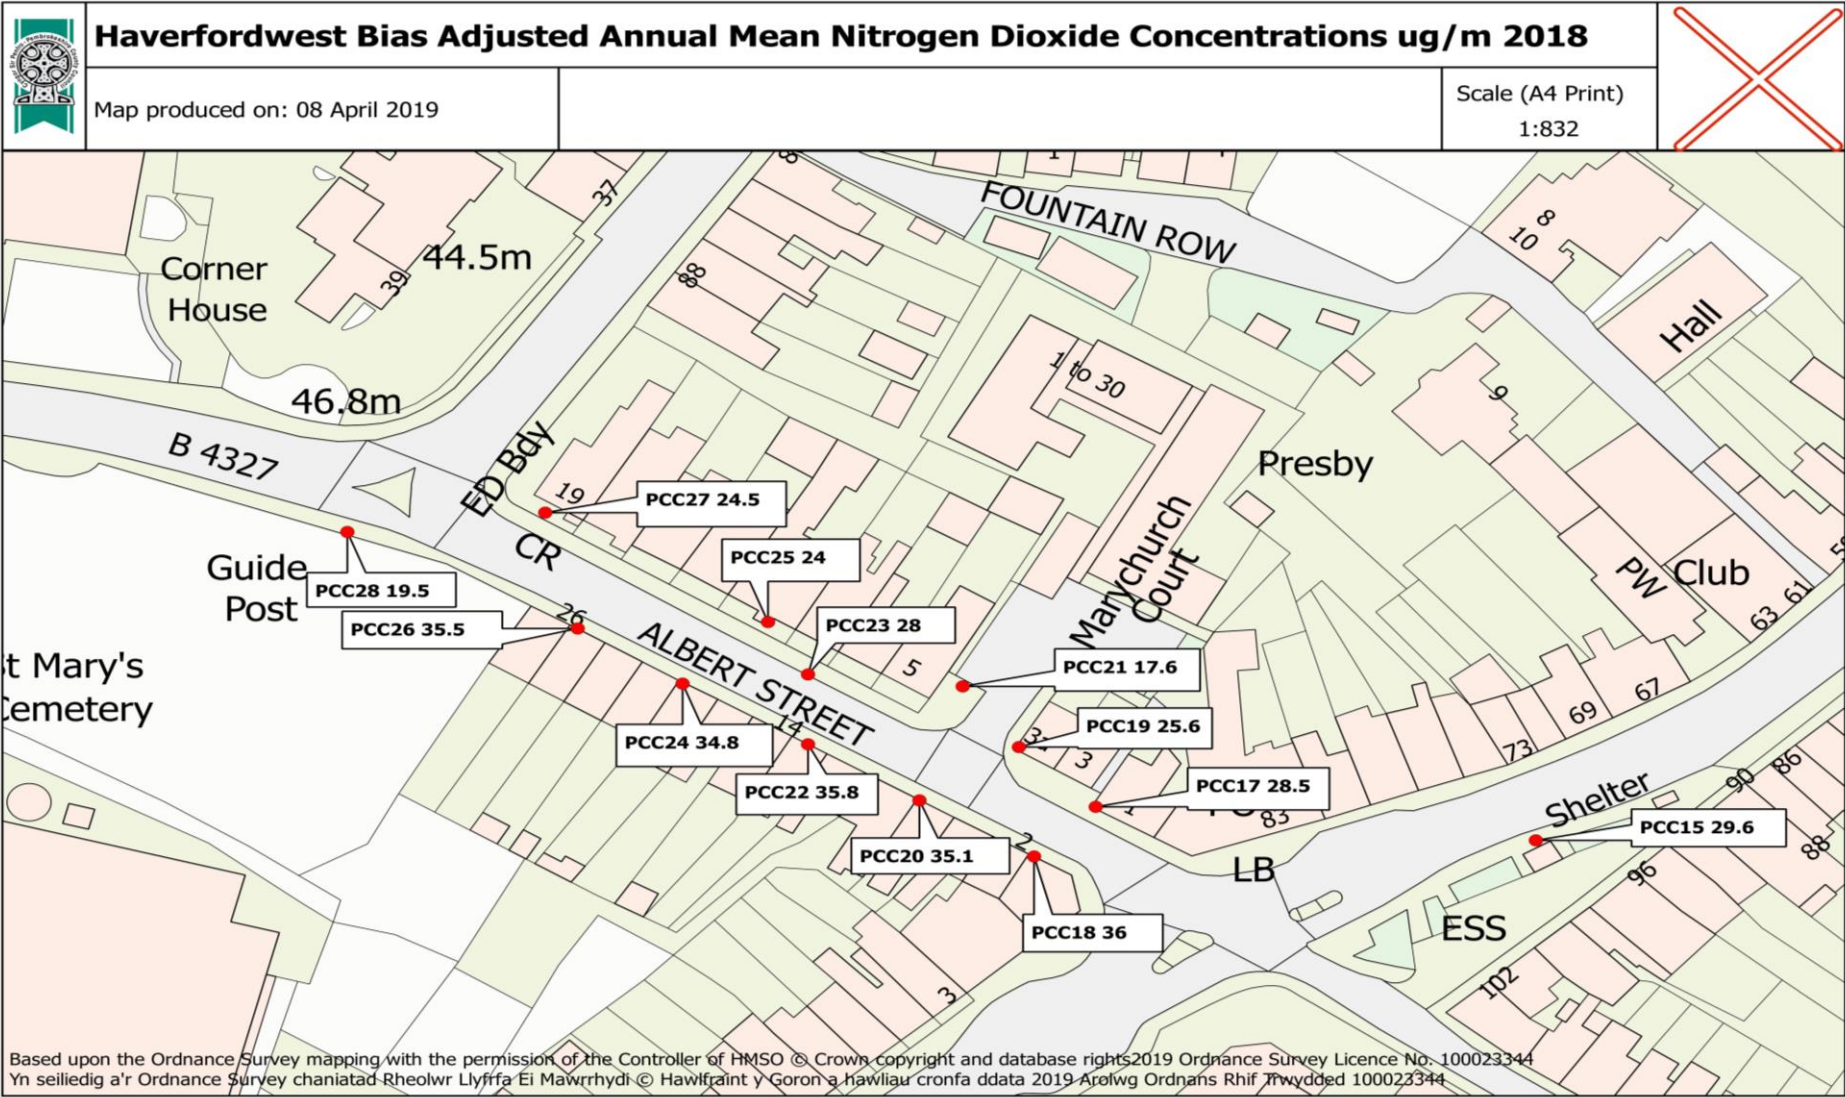 Haverfordwest Bias Adjusted Annual Mean Nitrogen Dioxide Concentrations ug/m 2018
Map produced on: 08 April 2019
Scale (A4 Print)
1:832
FOUNTAIN ROW
37
8
1
8
10
44.5m
Corner
House
39
88
Hall
1 to 30
46.8m
9
B 4327
ED Bdy
Presby
19
PCC27 24.5
Marychurch
Court
CR
PCC25 24
Guide
Post
PCC28 19.5
PW
Club
61
63
26
PCC26 35.5
ALBERT STREET
PCC23 28
5
PCC21 17.6
t Mary's
Cemetery
67
69
73
PCC24 34.8
14
3
PCC19 25.6
PCC22 35.8
PCC17 28.5
1
83
Shelter
90
86
88
PCC15 29.6
PCC20 35.1
2
LB
96
PCC18 36
ESS
102
3
Based upon the Ordnance Survey mapping with the permission of the Controller of HMSO © Crown copyright and database rights2019 Ordnance Survey Licence No. 100023344
Yn seiliedig a'r Ordnance Survey chaniatad Rheolwr Llyfrfa Ei Mawrrhydi © Hawlfraint y Goron a hawliau cronfa ddata 2019 Arolwg Ordnans Rhif Trwydded 100023344